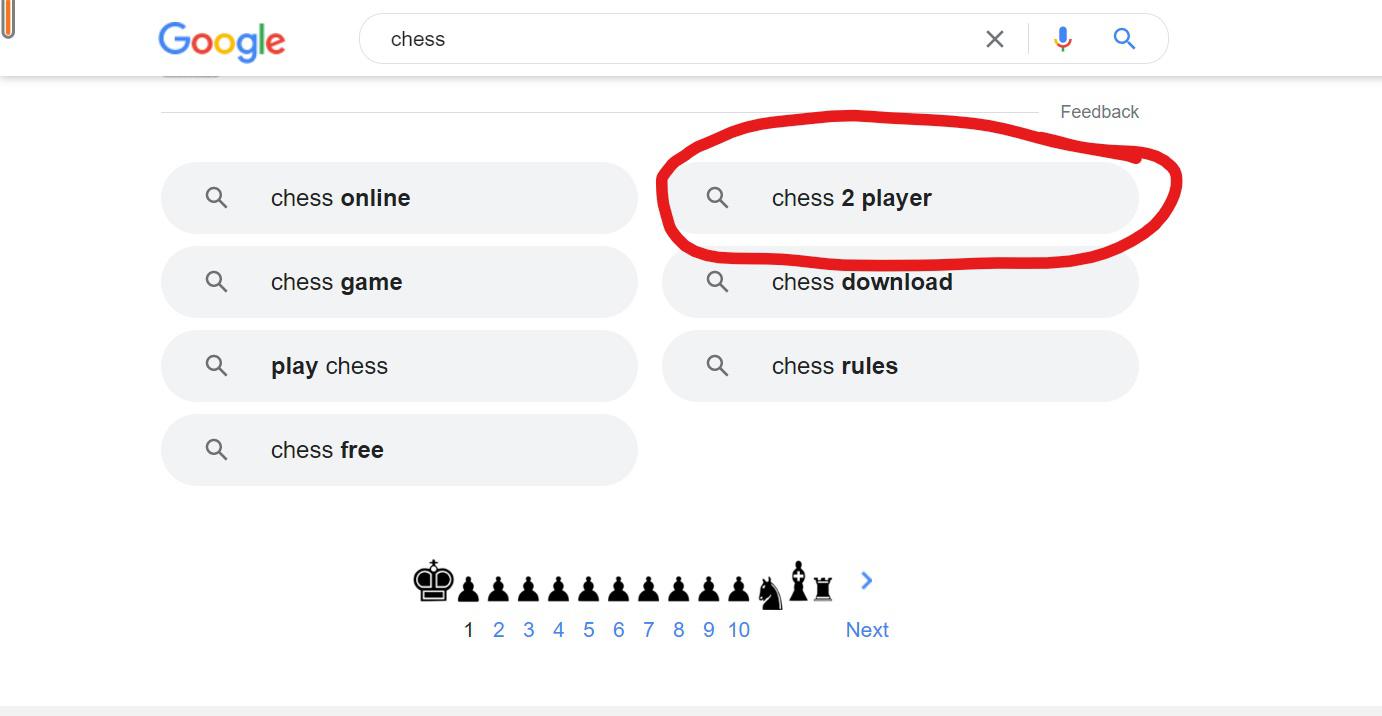 Google
chess
Feedback
chess online
chess 2 player
chess game
chess download
play chess
chess rules
chess free
1 2 3 4 5 6 7 8 9 10 Next